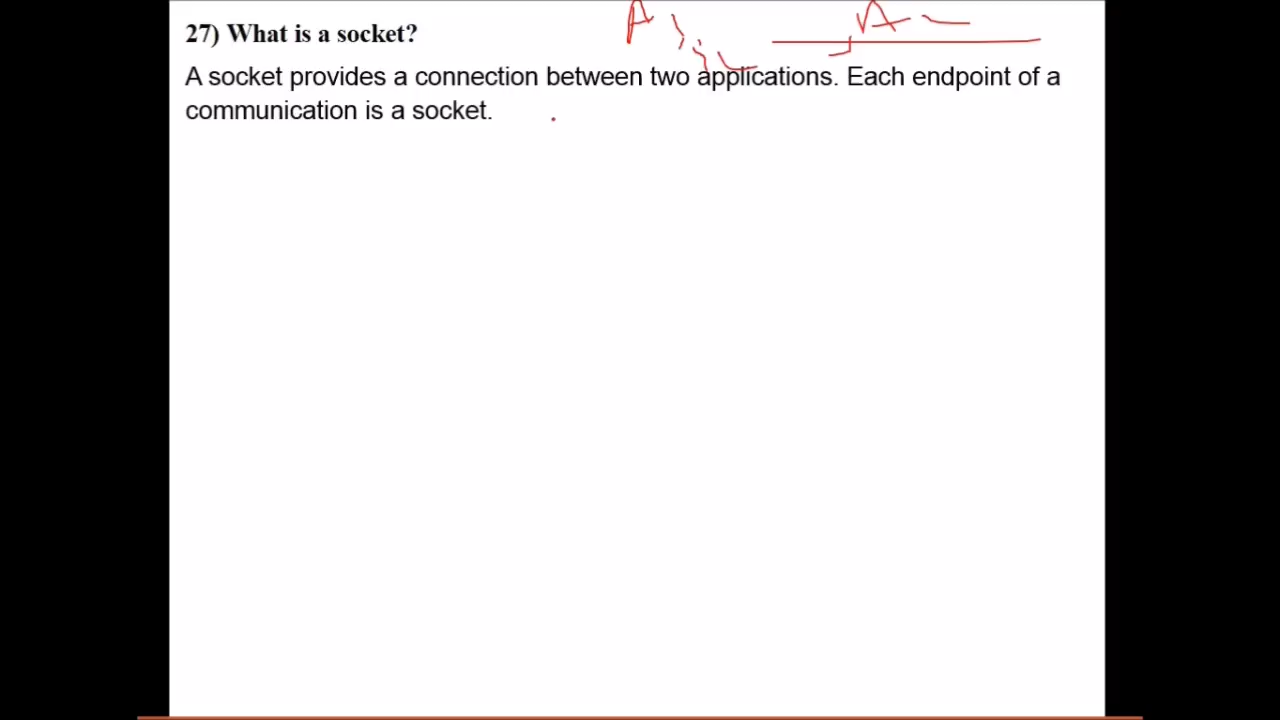 27) What is a socket?
A socket provides a connection between two applications. Each endpoint of a
communication is a socket.